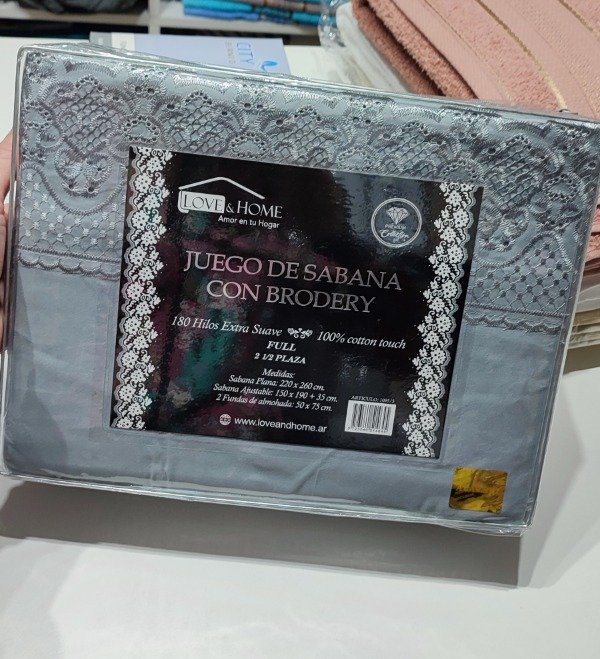 CITY
LOVE & HOME
Amor en tu Hogar
PREMIUM
JUEGO DE SABANA
CON BRODERY
180 Hilos Extra Suave 100% cotton touch
FULL
2 1/2 PLAZA
Medidas:
Sabana Plana: 220 x 260 cm.
Sabana Ajustable: 150 x 190 + 35 cm.
2 Fundas de almohada: 50 x 75 cm.
www.loveandhome.ar